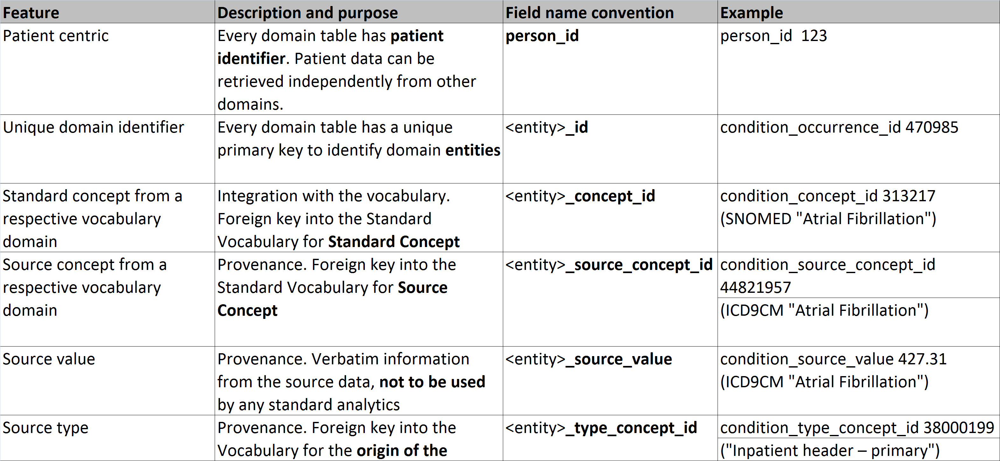 Feature
Description and purpose
Field name convention
Example
Patient centric
Every domain table has patient
identifier. Patient data can be
retrieved independently from other
domains.
person_id
person_id  123
Unique domain identifier
Every domain table has a unique
primary key to identify domain entities
<entity>_id
condition_occurrence_id 470985
Standard concept from a
respective vocabulary
domain
Integration with the vocabulary.
Foreign key into the Standard
Vocabulary for Standard Concept
<entity>_concept_id
condition_concept_id 313217
(SNOMED "Atrial Fibrillation")
Source concept from a
respective vocabulary
domain
Provenance. Foreign key into the
Standard Vocabulary for Source
Concept
<entity>_source_concept_id
condition_source_concept_id
44821957
(ICD9CM "Atrial Fibrillation")
Source value
Provenance. Verbatim information
from the source data, not to be used
by any standard analytics
<entity>_source_value
condition_source_value 427.31
(ICD9CM "Atrial Fibrillation")
Source type
Provenance. Foreign key into the
Vocabulary for the origin of the
<entity>_type_concept_id
condition_type_concept_id 38000199
("Inpatient header – primary")